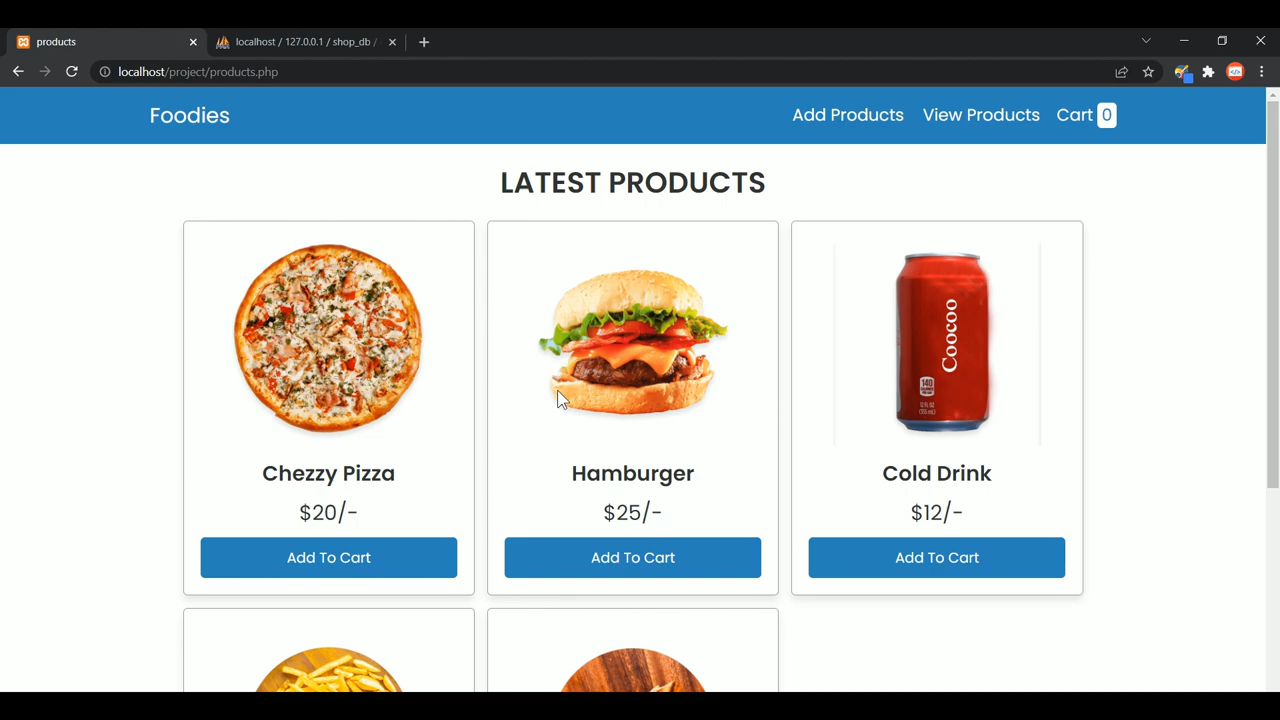 products
localhost / 127.0.0.1 / shop_db /
localhost/project/products.php
Foodies
Add Products View Products Cart 0
LATEST PRODUCTS
Coocoo
140
Chezzy Pizza
$20/-
Add To Cart
Hamburger
$25/-
Add To Cart
Cold Drink
$12/-
Add To Cart